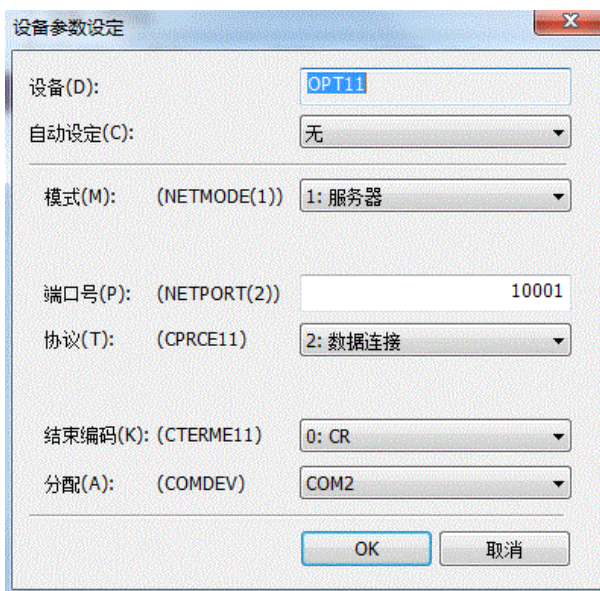 设备参数设定
设备(D): OPT11
自动设定(C): 无
模式(M): (NETMODE(1)) 1: 服务器
端口号(P): (NETPORT(2)) 10001
协议(T): (CPRCE11) 2: 数据连接
结束编码(K): (CTERME11) 0: CR
分配(A): (COMDEV) COM2
OK 取消